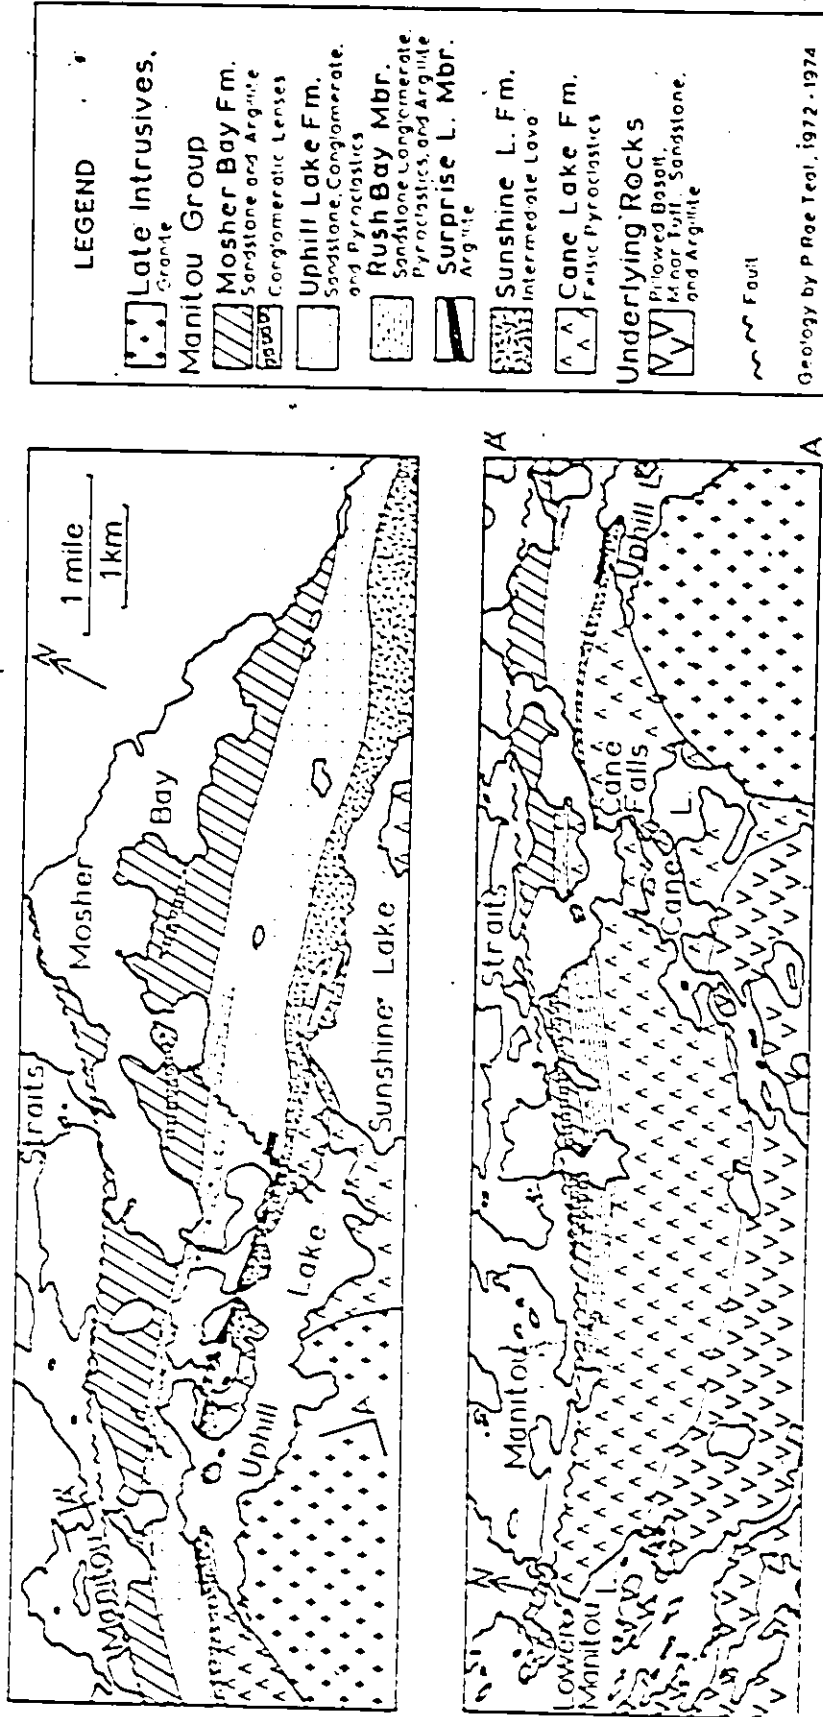 LEGEND
Late Intrusives.
Granite
Manitou Group
Mosher Bay Fm.
Sandstone and Argillite
Conglomeratic Lenses
Uphill Lake Fm.
Sandstone, Conglomerate,
and Pyroclastics
Rush Bay Mbr.
Sandstone Conglomerate,
Pyroclastics, and Argillite
Surprise L. Mbr.
Argillite
Sunshine L. Fm.
Intermediate Lava
Cane Lake Fm.
Felsic Pyroclastics
Underlying Rocks
Pillowed Basalt,
Minor Tuff, Sandstone,
and Argillite
Fault
Geology by P Rae Teal, 1972-1974
N
1 mile
1 km
Mosher
Bay
Straits
Manitou
A'
Uphill
Lake
A
Sunshine Lake
N
Manitou
Straits
A'
Lower
Manitou L.
Cane
Falls
Cane L.
Uphill L.
A